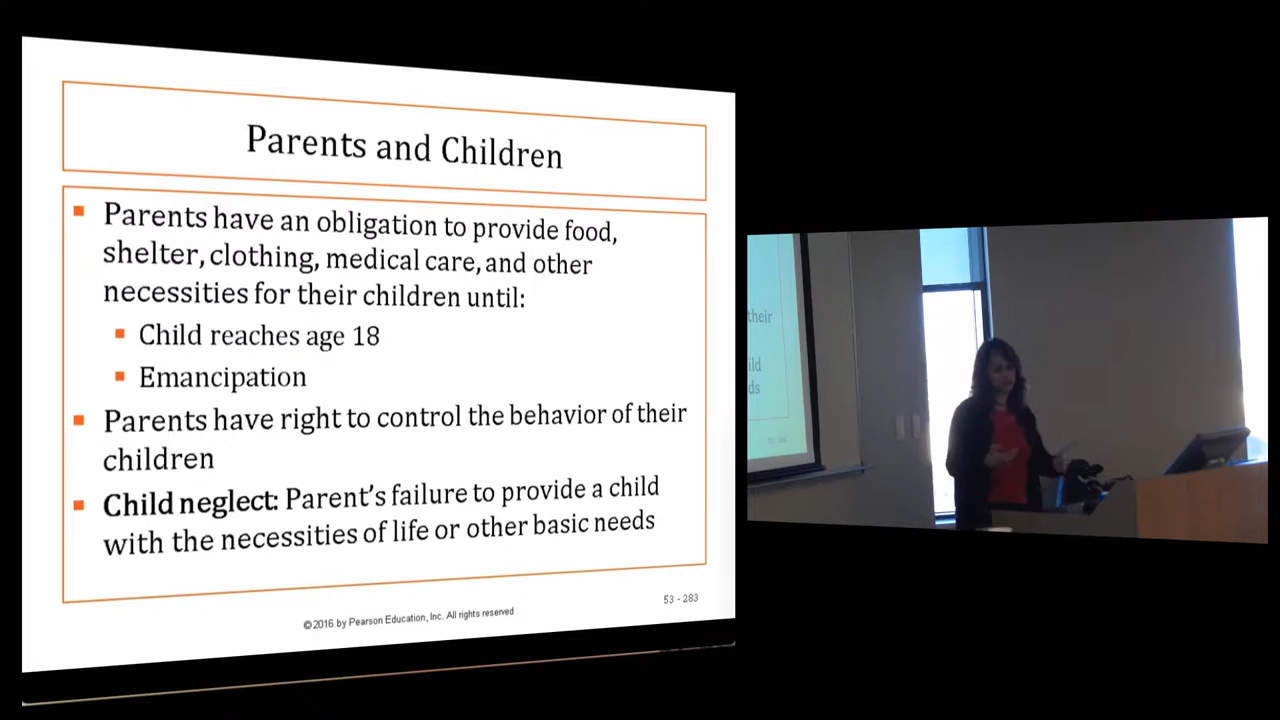 Parents and Children
Parents have an obligation to provide food,
shelter, clothing, medical care, and other
necessities for their children until:
Child reaches age 18
Emancipation
Parents have right to control the behavior of their
children
Child neglect: Parent's failure to provide a child
with the necessities of life or other basic needs
©2016 by Pearson Education, Inc. All rights reserved
53 - 283
their
ild
ds